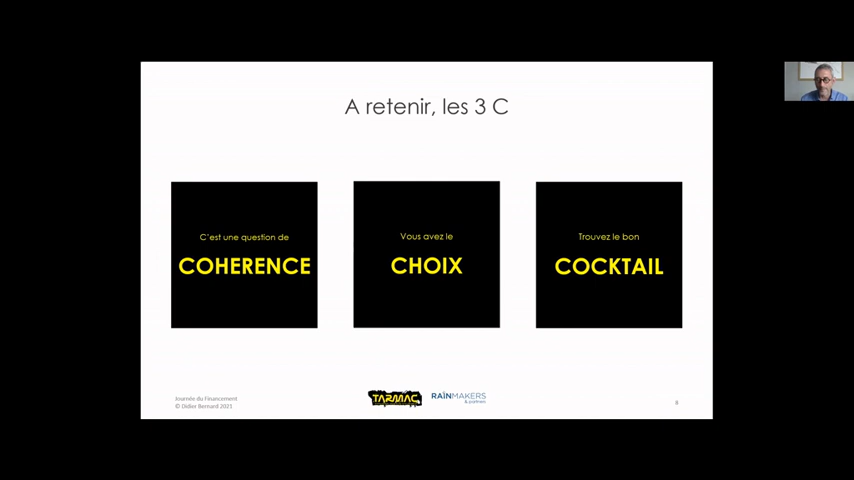 A retenir, les 3 C
C'est une question de
COHERENCE
Vous avez le
CHOIX
Trouvez le bon
COCKTAIL
Journée du Financement
© Didier Bernard 2021
TARMAC
RAINMAKERS
& partners
8